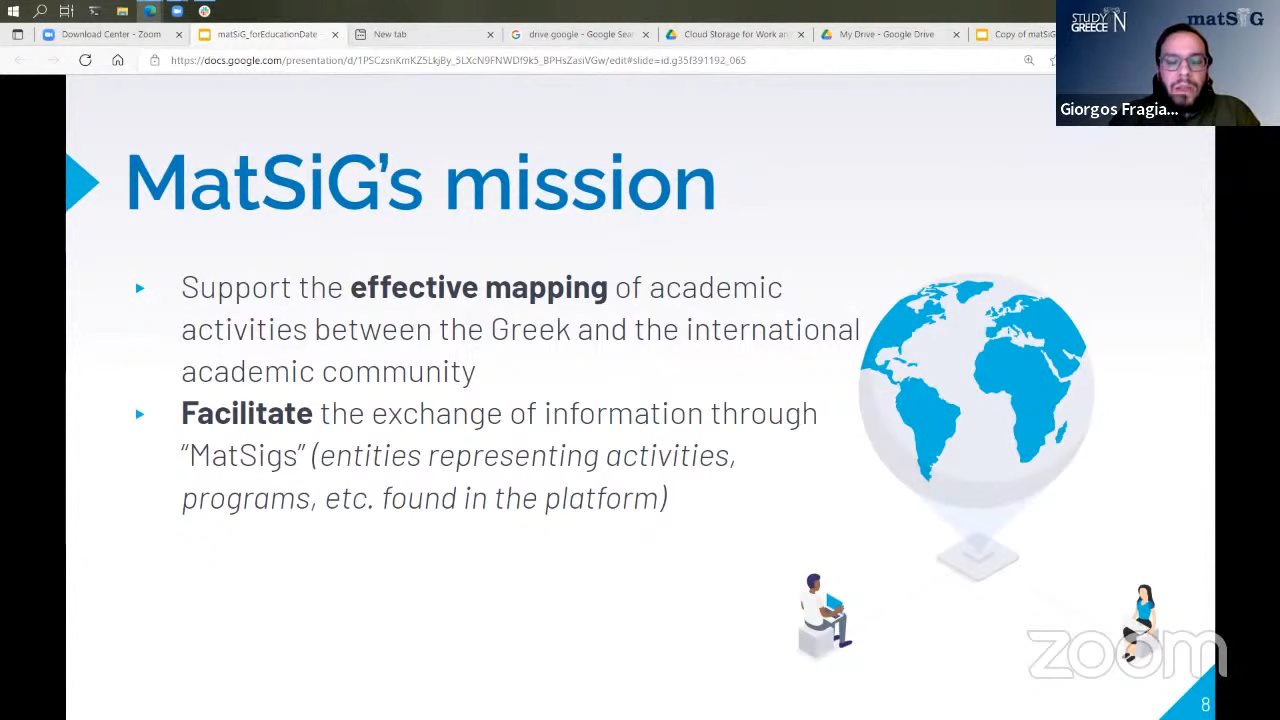 Download Center - Zoom
matSiG_forEducationDate
New tab
drive google - Google Sear
Cloud Storage for Work an
My Drive - Google Drive
Copy of matSiG
https://docs.google.com/presentation/d/1PSCzsnKmKZ5LkjBy_5LXcN9FNWDf9k5_BPHsZasiVGw/edit#slide=id.g35f391192_065
STUDY IN
GREECE
matSiG
Giorgos Fragia...
MatSiG’s mission
Support the effective mapping of academic
activities between the Greek and the international
academic community
Facilitate the exchange of information through
“MatSigs” (entities representing activities,
programs, etc. found in the platform)
zoom
8